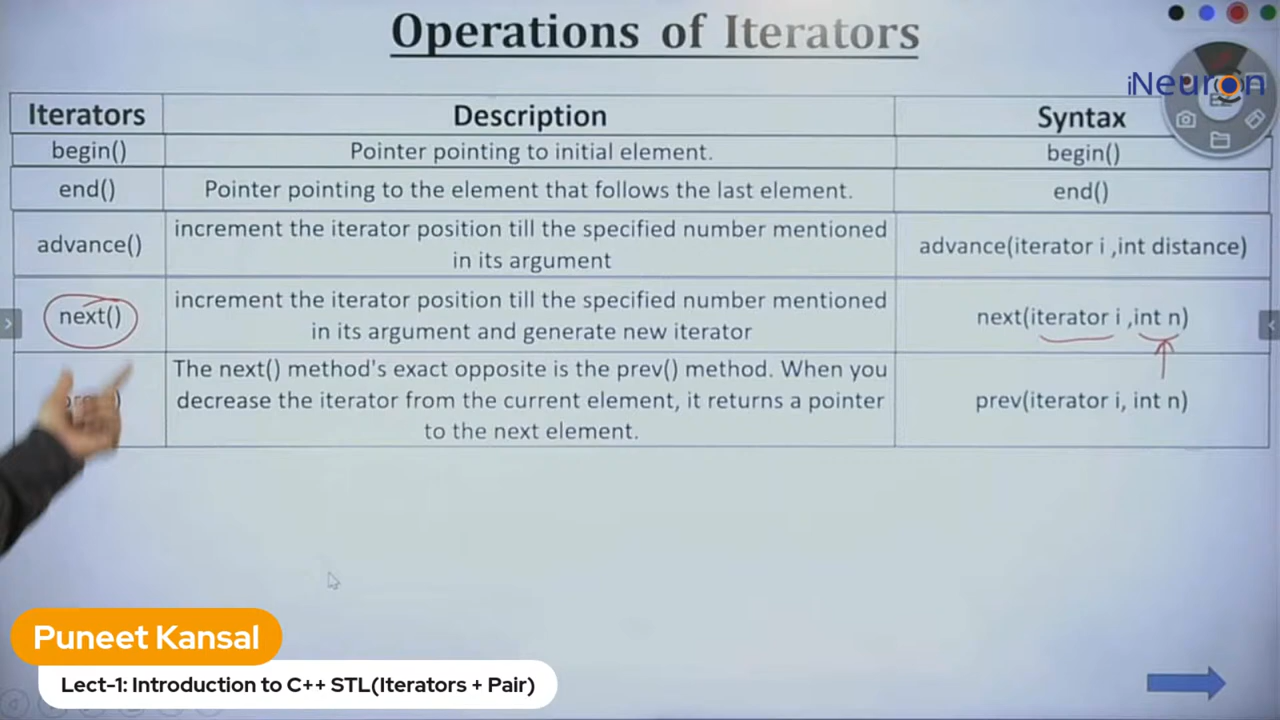 Operations of Iterators
iNeuron
Iterators Description Syntax
begin() Pointer pointing to initial element. begin()
end() Pointer pointing to the element that follows the last element. end()
advance() increment the iterator position till the specified number mentioned
in its argument advance(iterator i ,int distance)
next() increment the iterator position till the specified number mentioned
in its argument and generate new iterator next(iterator i ,int n)
The next() method's exact opposite is the prev() method. When you
decrease the iterator from the current element, it returns a pointer
to the next element. prev(iterator i, int n)
Puneet Kansal
Lect-1: Introduction to C++ STL(Iterators + Pair)